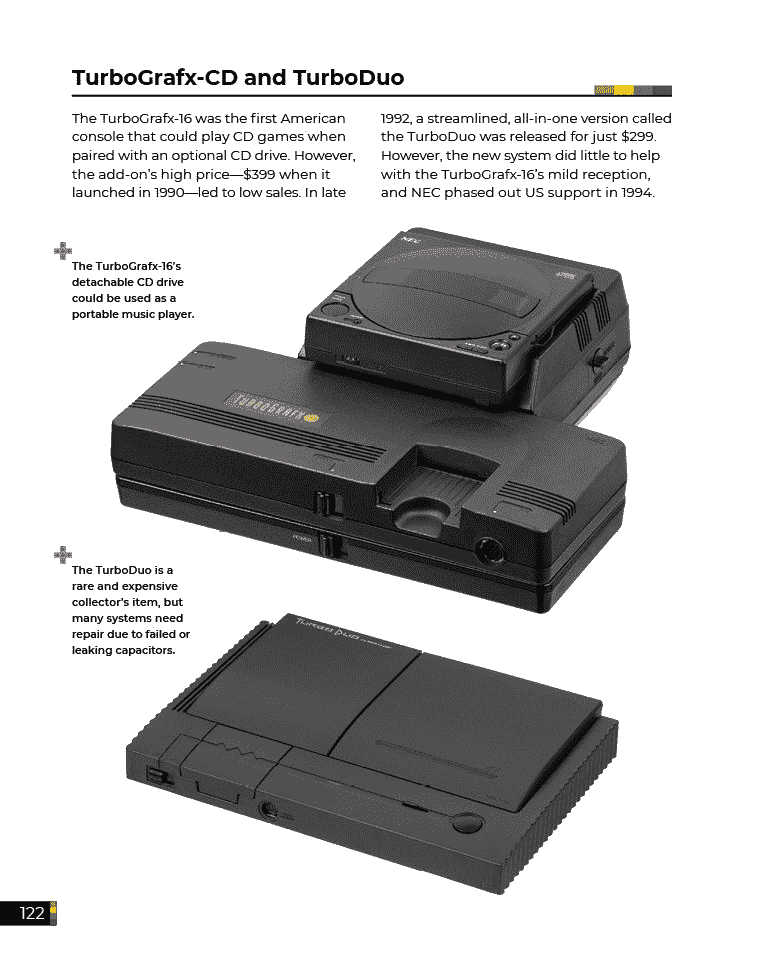 TurboGrafx-CD and TurboDuo
The TurboGrafx-16 was the first American
console that could play CD games when
paired with an optional CD drive. However,
the add-on's high price—$399 when it
launched in 1990—led to low sales. In late
1992, a streamlined, all-in-one version called
the TurboDuo was released for just $299.
However, the new system did little to help
with the TurboGrafx-16's mild reception,
and NEC phased out US support in 1994.
The TurboGrafx-16's
detachable CD drive
could be used as a
portable music player.
NEC
TURBOGRAFX
POWER
The TurboDuo is a
rare and expensive
collector's item, but
many systems need
repair due to failed or
leaking capacitors.
TURBO DUO
122